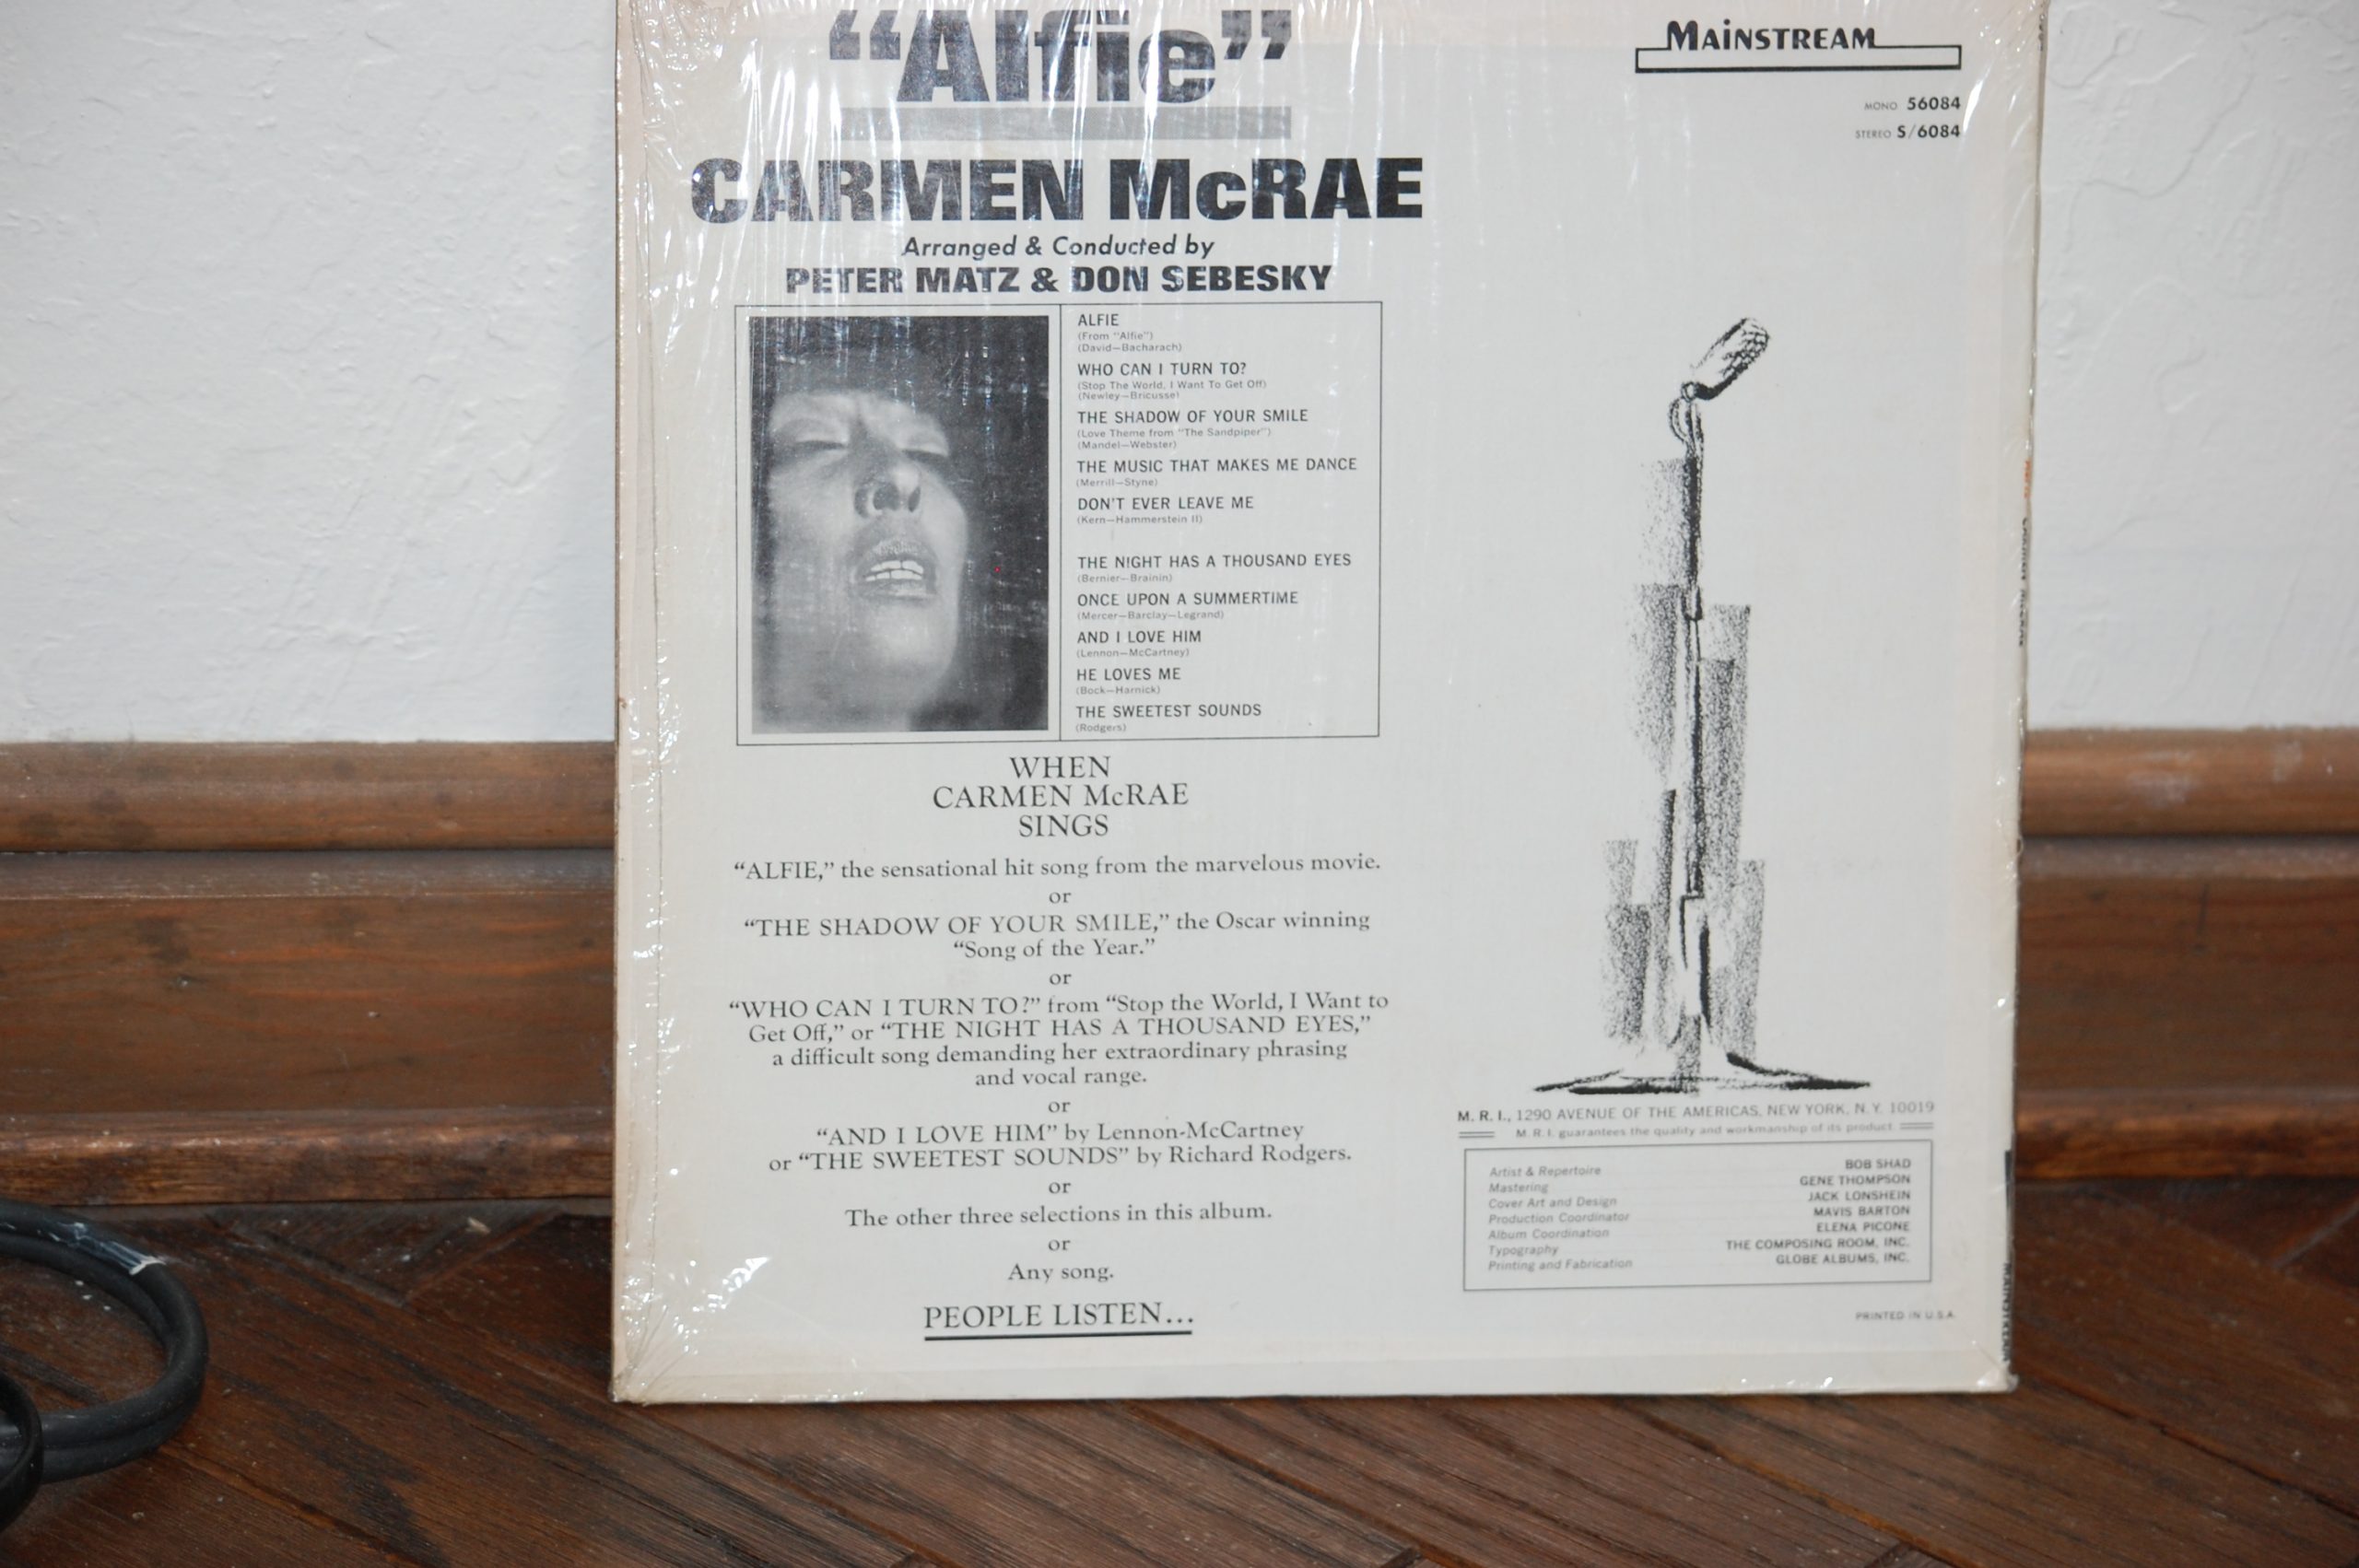 “Alfie”
CARMEN McRAE
Arranged & Conducted by
PETER MATZ & DON SEBESKY
MAINSTREAM
MONO 56084
STEREO S/6084
ALFIE
(From “Alfie”)
(David—Bacharach)
WHO CAN I TURN TO?
(Stop The World, I Want To Get Off)
(Newley—Bricusse)
THE SHADOW OF YOUR SMILE
(Love Theme from “The Sandpiper”)
(Mandel—Webster)
THE MUSIC THAT MAKES ME DANCE
(Merrill—Styne)
DON'T EVER LEAVE ME
(Kern—Hammerstein II)
THE NIGHT HAS A THOUSAND EYES
(Bernier—Brainin)
ONCE UPON A SUMMERTIME
(Mercer—Barclay—Legrand)
AND I LOVE HIM
(Lennon—McCartney)
HE LOVES ME
(Bock—Harnick)
THE SWEETEST SOUNDS
(Rodgers)
WHEN
CARMEN McRAE
SINGS
“ALFIE,” the sensational hit song from the marvelous movie.
or
“THE SHADOW OF YOUR SMILE,” the Oscar winning
“Song of the Year.”
or
“WHO CAN I TURN TO?” from “Stop the World, I Want to
Get Off,” or “THE NIGHT HAS A THOUSAND EYES,”
a difficult song demanding her extraordinary phrasing
and vocal range.
or
“AND I LOVE HIM” by Lennon-McCartney
or “THE SWEETEST SOUNDS” by Richard Rodgers.
or
The other three selections in this album.
or
Any song.
PEOPLE LISTEN...
M. R. I., 1290 AVENUE OF THE AMERICAS, NEW YORK, N. Y. 10019
M. R. I. guarantees the quality and workmanship of its product.
Artist & Repertoire BOB SHAD
Mastering GENE THOMPSON
Cover Art and Design JACK LONSHEIN
Production Coordinator MAVIS BARTON
Album Coordination ELENA PICONE
Typography THE COMPOSING ROOM, INC.
Printing and Fabrication GLOBE ALBUMS, INC.
PRINTED IN U.S.A.